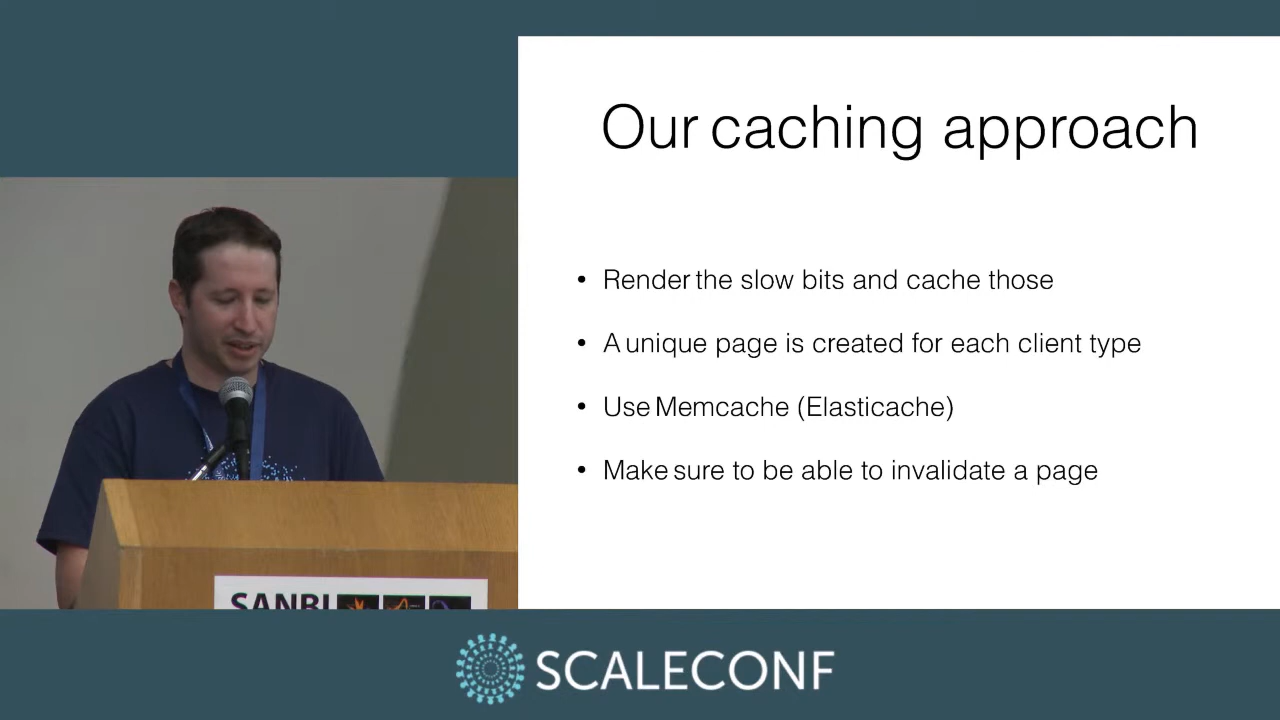 Our caching approach
• Render the slow bits and cache those
• A unique page is created for each client type
• Use Memcache (Elasticache)
• Make sure to be able to invalidate a page
SANBI
SCALECONF